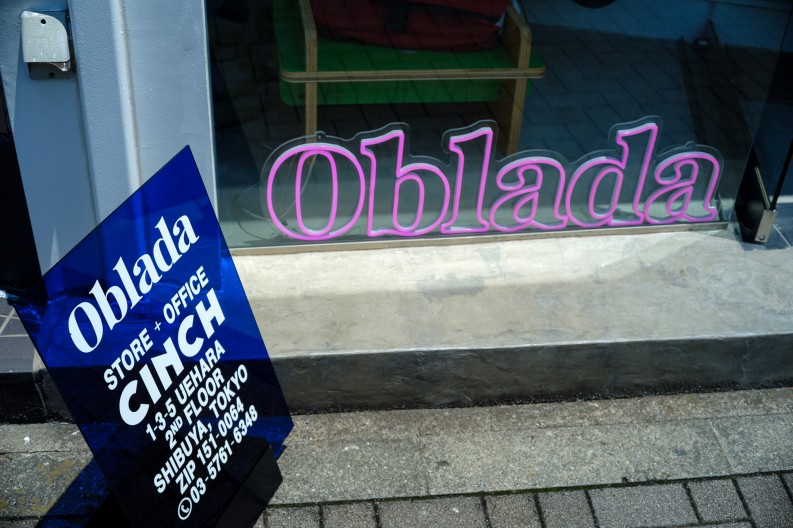 Oblada
Oblada
STORE + OFFICE
CINCH
1-3-5 UEHARA
2ND FLOOR
SHIBUYA, TOKYO
ZIP 151-0064
✆03-5761-6348